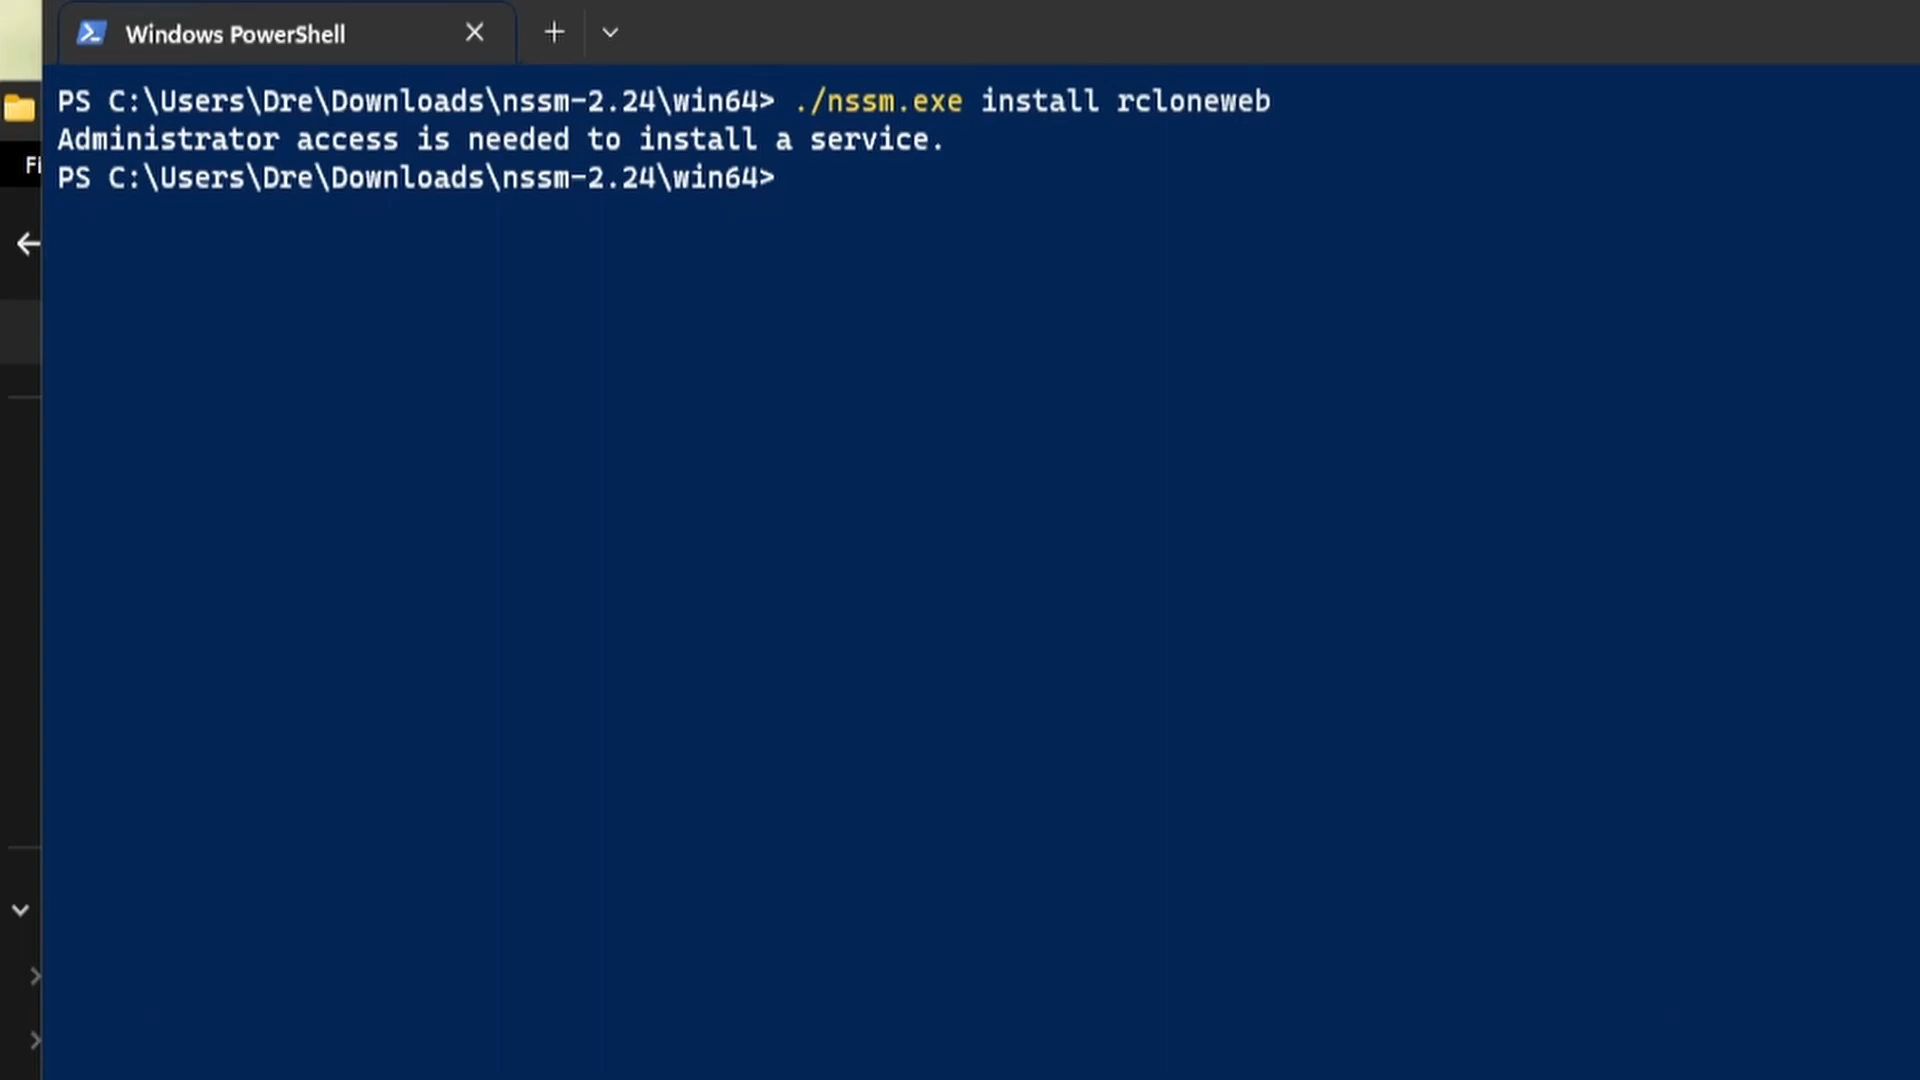 Windows PowerShell
PS C:\Users\Dre\Downloads\nssm-2.24\win64> ./nssm.exe install rcloneweb
Administrator access is needed to install a service.
Fi
PS C:\Users\Dre\Downloads\nssm-2.24\win64>